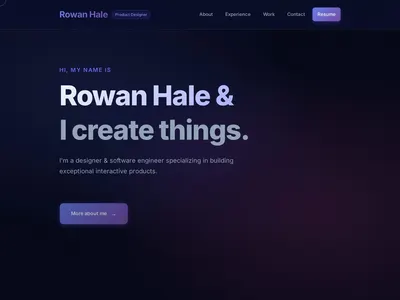 Rowan Hale
Product Designer
About
Experience
Work
Contact
Resume
HI, MY NAME IS
Rowan Hale &
I create things.
I'm a designer & software engineer specializing in building
exceptional interactive products.
More about me →